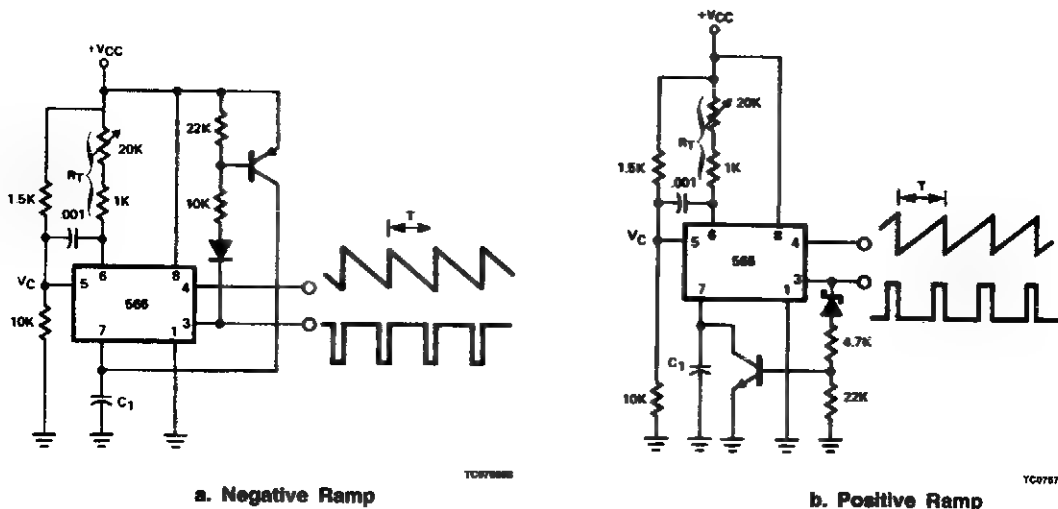 +VCC
22K
20K
RT
1.5K
.001
1K
10K
T
VC
5
6
8
4
566
3
10K
7
1
C1
a. Negative Ramp
+VCC
20K
RT
1.5K
.001
1K
T
VC
5
6
8
4
566
3
7
1
4.7K
C1
10K
22K
b. Positive Ramp